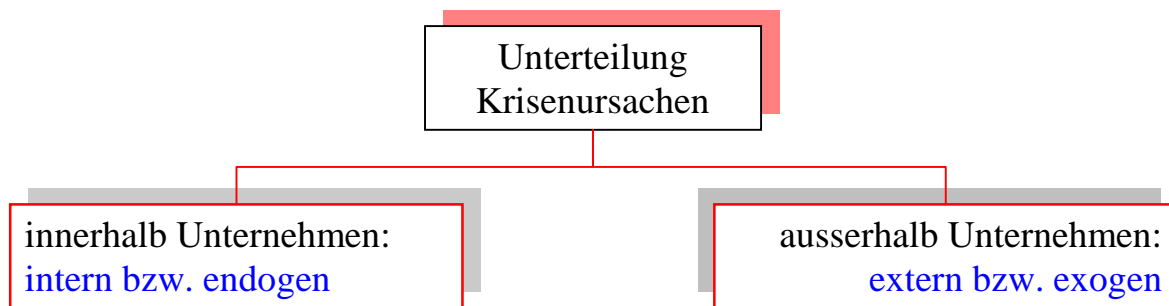 Unterteilung
Krisenursachen
innerhalb Unternehmen:
intern bzw. endogen
ausserhalb Unternehmen:
extern bzw. exogen